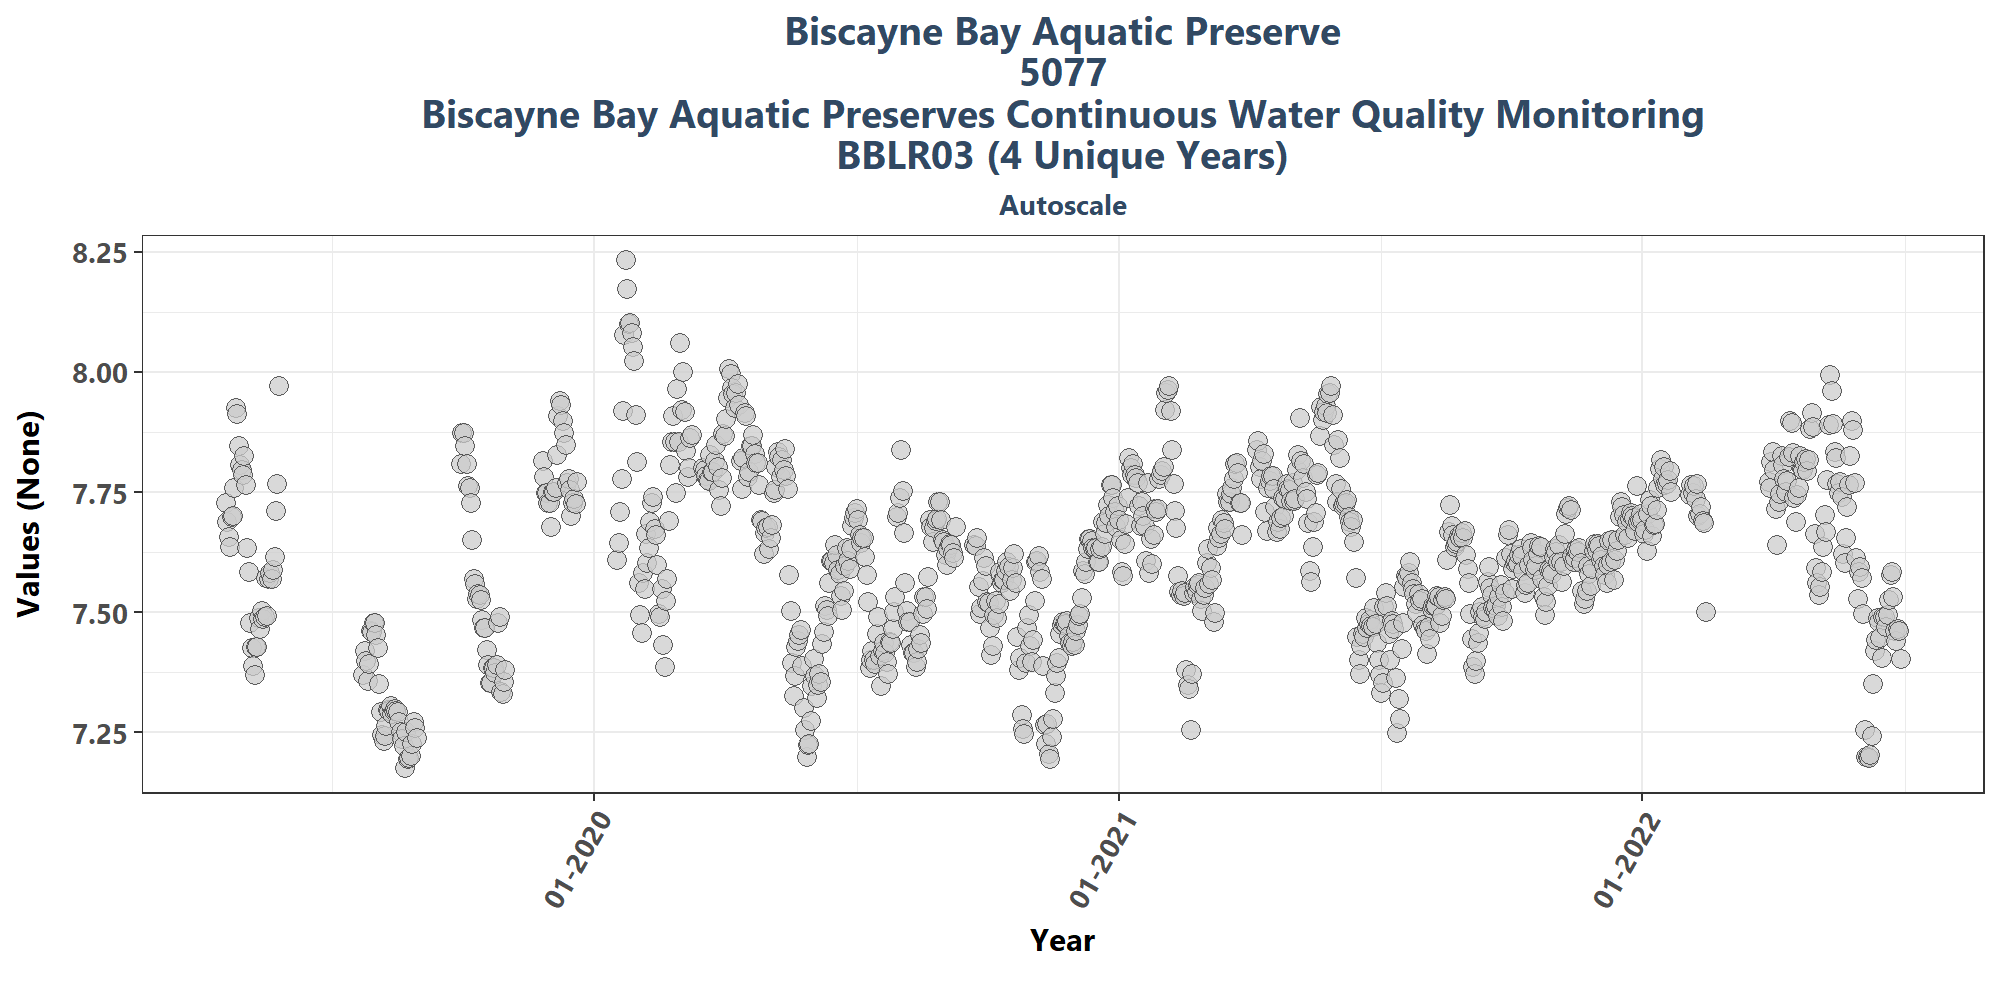 Biscayne Bay Aquatic Preserve
5077
Biscayne Bay Aquatic Preserves Continuous Water Quality Monitoring
BBLR03 (4 Unique Years)
Autoscale
Values (None)
8.25
8.00
7.75
7.50
7.25
01-2020
01-2021
01-2022
Year